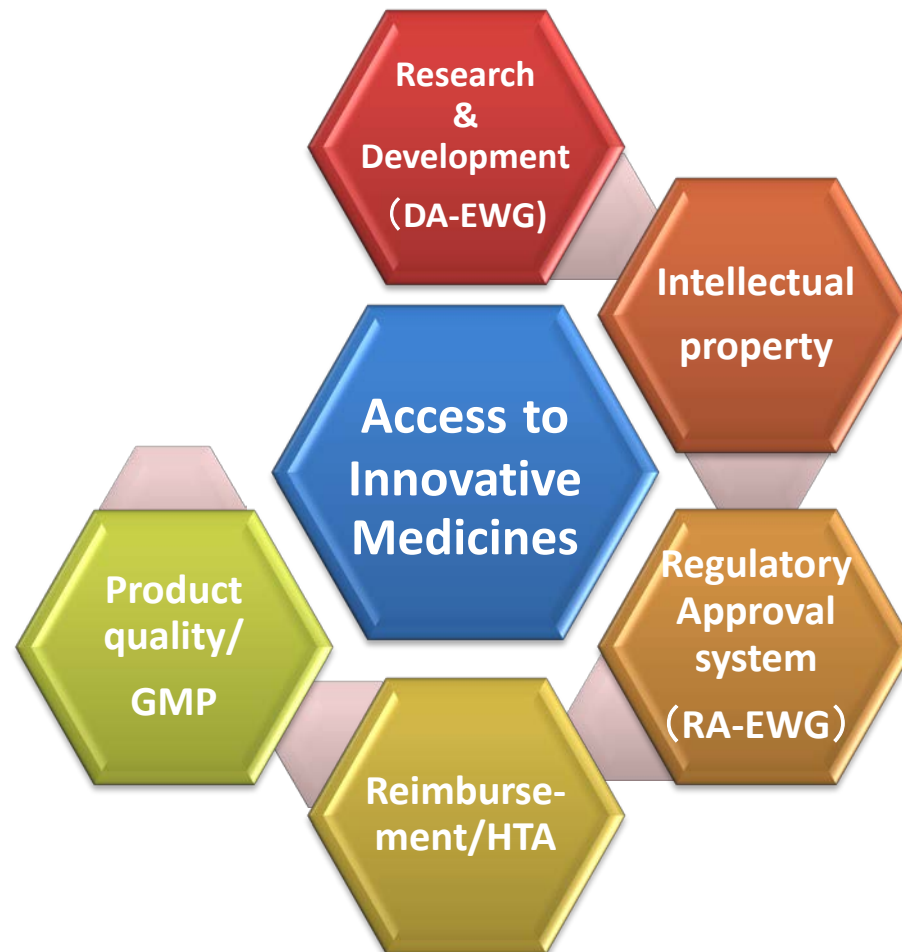 Research
&
Development
（DA-EWG)
Intellectual
property
Access to
Innovative
Medicines
Regulatory
Approval
system
（RA-EWG）
Product
quality/
GMP
Reimburse-
ment/HTA